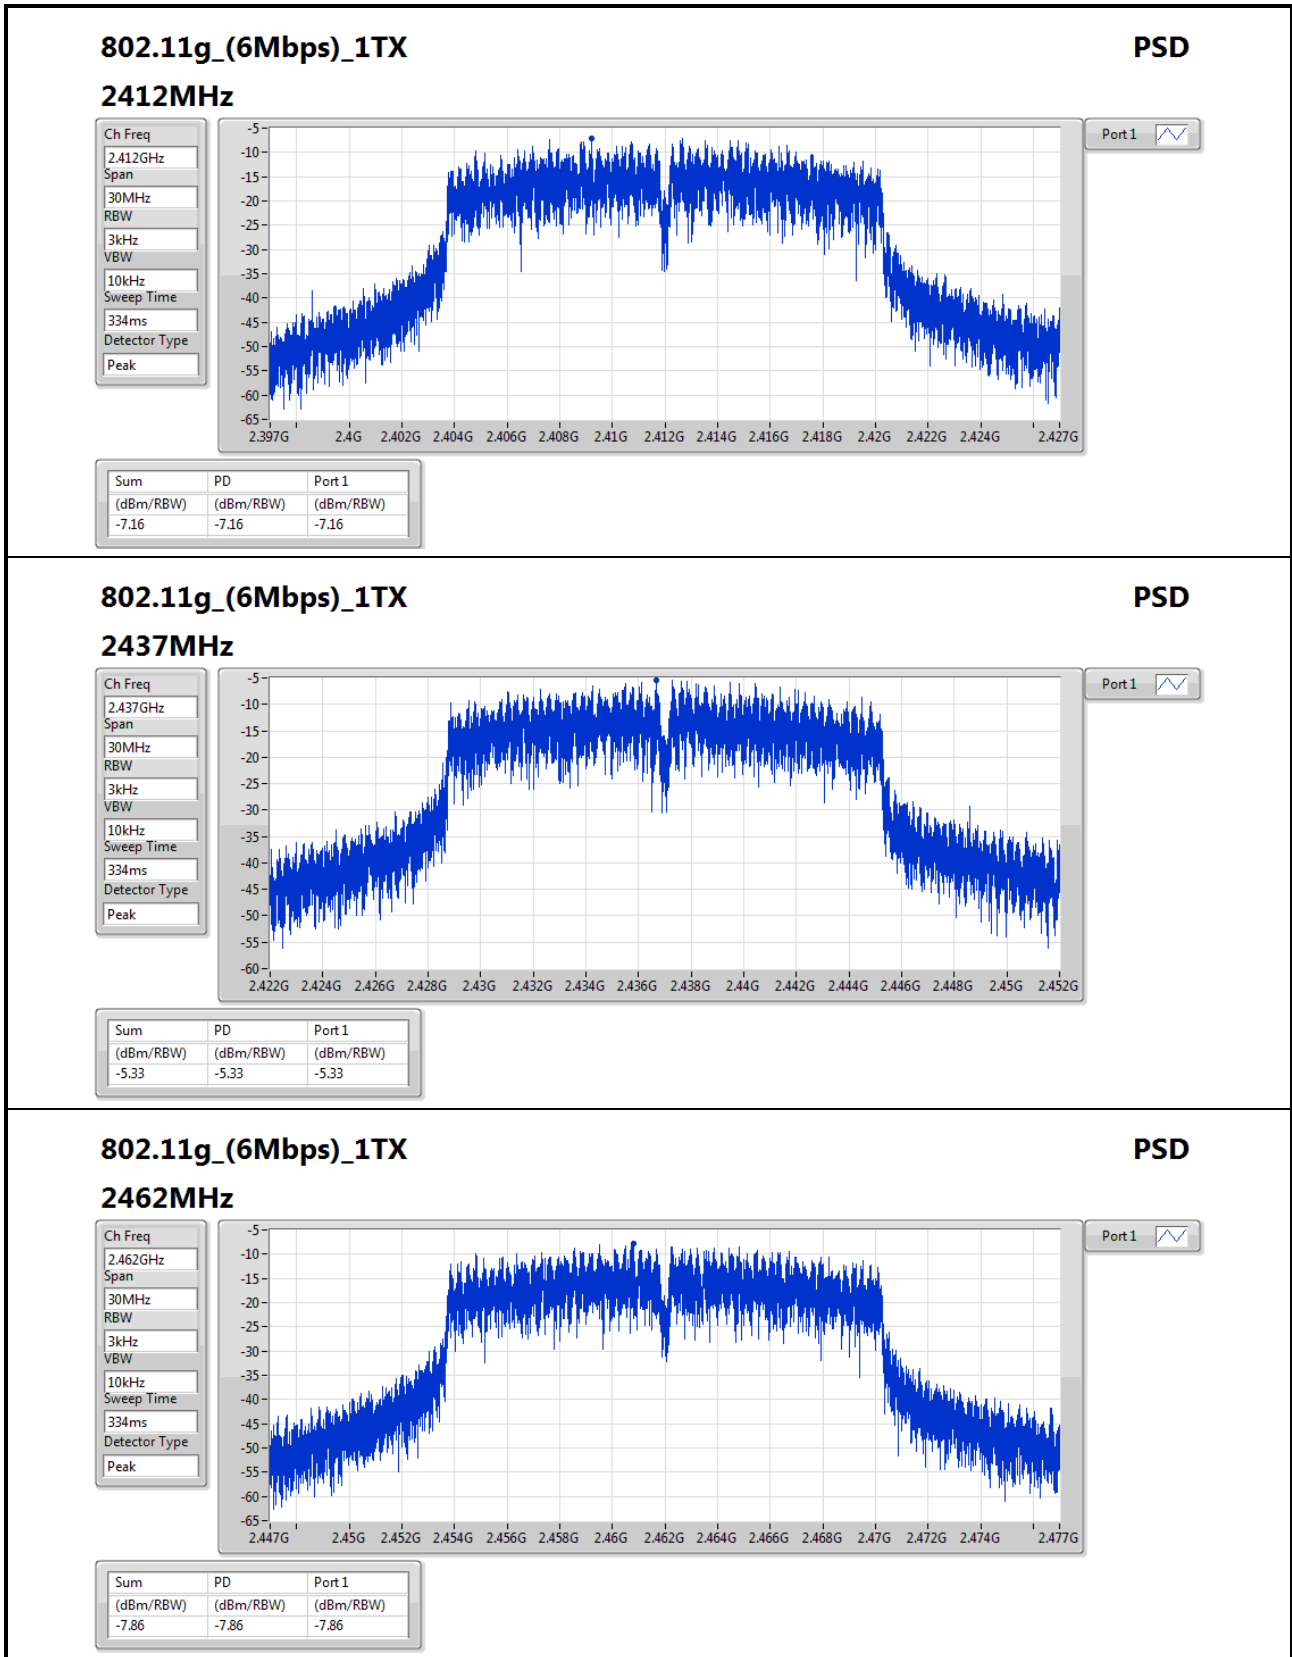 802.11g_(6Mbps)_1TX PSD
2412MHz
Ch Freq
2.412GHz
Span
30MHz
RBW
3kHz
VBW
10kHz
Sweep Time
334ms
Detector Type
Peak
-5
-10
-15
-20
-25
-30
-35
-40
-45
-50
-55
-60
-65
2.397G 2.4G 2.402G 2.404G 2.406G 2.408G 2.41G 2.412G 2.414G 2.416G 2.418G 2.42G 2.422G 2.424G 2.427G
Port 1
Sum PD Port 1
(dBm/RBW) (dBm/RBW) (dBm/RBW)
-7.16 -7.16 -7.16
802.11g_(6Mbps)_1TX PSD
2437MHz
Ch Freq
2.437GHz
Span
30MHz
RBW
3kHz
VBW
10kHz
Sweep Time
334ms
Detector Type
Peak
-5
-10
-15
-20
-25
-30
-35
-40
-45
-50
-55
-60
2.422G 2.424G 2.426G 2.428G 2.43G 2.432G 2.434G 2.436G 2.438G 2.44G 2.442G 2.444G 2.446G 2.448G 2.45G 2.452G
Port 1
Sum PD Port 1
(dBm/RBW) (dBm/RBW) (dBm/RBW)
-5.33 -5.33 -5.33
802.11g_(6Mbps)_1TX PSD
2462MHz
Ch Freq
2.462GHz
Span
30MHz
RBW
3kHz
VBW
10kHz
Sweep Time
334ms
Detector Type
Peak
-5
-10
-15
-20
-25
-30
-35
-40
-45
-50
-55
-60
-65
2.447G 2.45G 2.452G 2.454G 2.456G 2.458G 2.46G 2.462G 2.464G 2.466G 2.468G 2.47G 2.472G 2.474G 2.477G
Port 1
Sum PD Port 1
(dBm/RBW) (dBm/RBW) (dBm/RBW)
-7.86 -7.86 -7.86